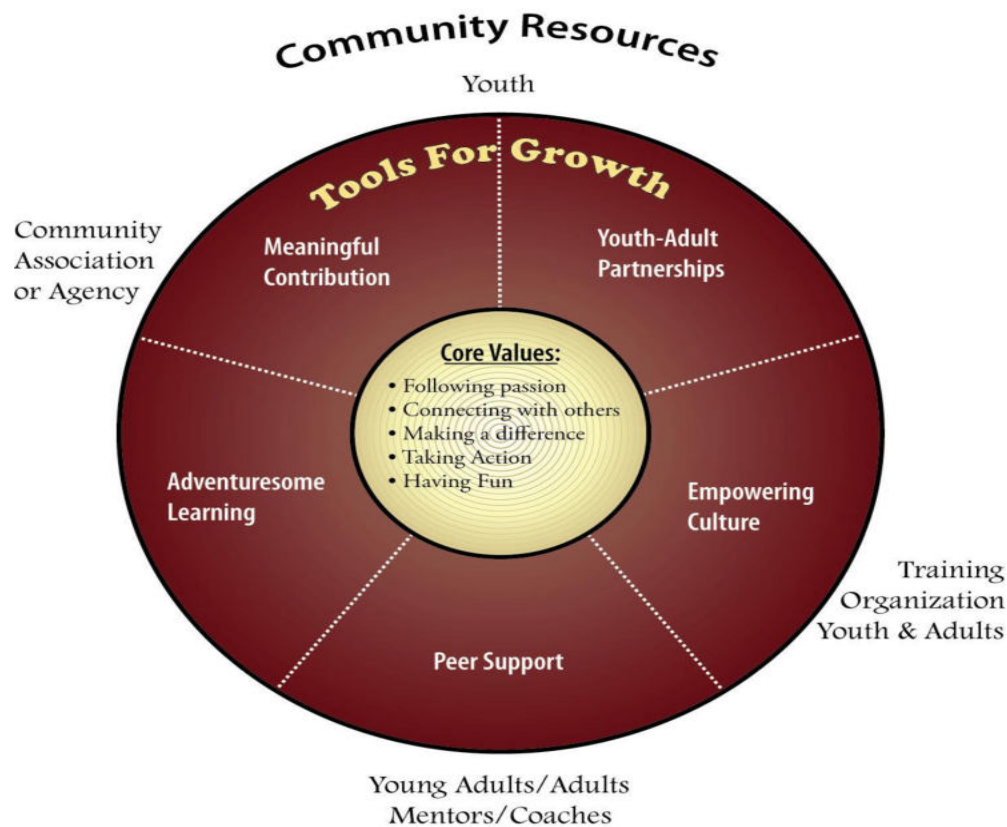 Community Resources
Youth
Tools For Growth
Community
Association
or Agency
Meaningful
Contribution
Youth-Adult
Partnerships
Core Values:
• Following passion
• Connecting with others
• Making a difference
• Taking Action
• Having Fun
Adventuresome
Learning
Empowering
Culture
Training
Organization
Youth & Adults
Peer Support
Young Adults/Adults
Mentors/Coaches